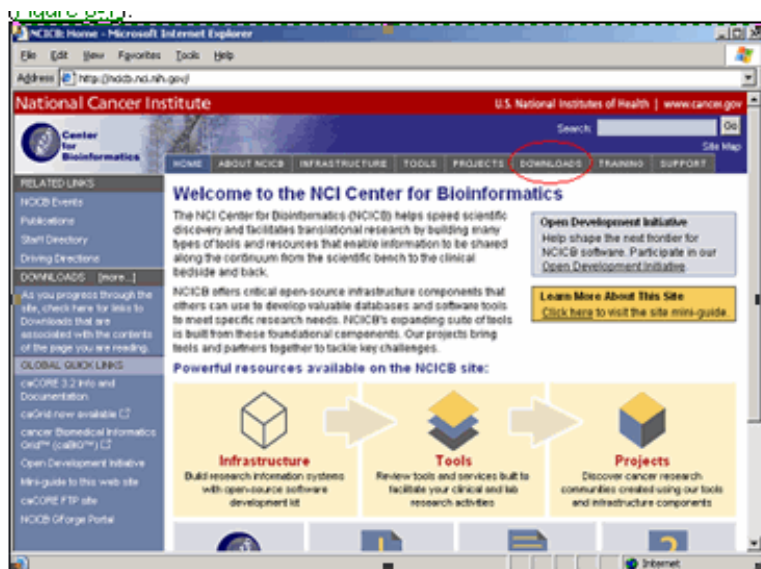 (Figure 3-1).
NCICB: Home - Microsoft Internet Explorer
File Edit View Favorites Tools Help
Address http://ncicb.nci.nih.gov/
National Cancer Institute
U.S. National Institutes of Health | www.cancer.gov
Center
for
Bioinformatics
Search: Go
Site Map
HOME ABOUT NCICB INFRASTRUCTURE TOOLS PROJECTS DOWNLOADS TRAINING SUPPORT
RELATED LINKS
NCICB Events
Publications
Staff Directory
Driving Directions
DOWNLOADS [more...]
As you progress through the
site, check here for links to
Downloads that are
associated with the contents
of the page you are reading.
GLOBAL QUICK LINKS
caCORE 3.2 Info and
Documentation
caGrid now available
cancer Biomedical Informatics
Grid™ (caBIG™)
Open Development Initiative
Mini-guide to this web site
caCORE FTP site
NCICB GForge Portal
Welcome to the NCI Center for Bioinformatics
The NCI Center for Bioinformatics (NCICB) helps speed scientific
discovery and facilitates translational research by building many
types of tools and resources that enable information to be shared
along the continuum from the scientific bench to the clinical
bedside and back.
NCICB offers critical open-source infrastructure components that
others can use to develop valuable databases and software tools
to meet specific research needs. NCICB's expanding suite of tools
is built from these foundational components. Our projects bring
tools and partners together to tackle key challenges.
Open Development Initiative
Help shape the next frontier for
NCICB software. Participate in our
Open Development Initiative.
Learn More About This Site
Click here to visit the site mini-guide.
Powerful resources available on the NCICB site:
Infrastructure
Build research information systems
with open-source software
development kit
Tools
Review tools and services built to
facilitate your clinical and lab
research activities
Projects
Discover cancer research
communities created using our tools
and infrastructure components
Internet